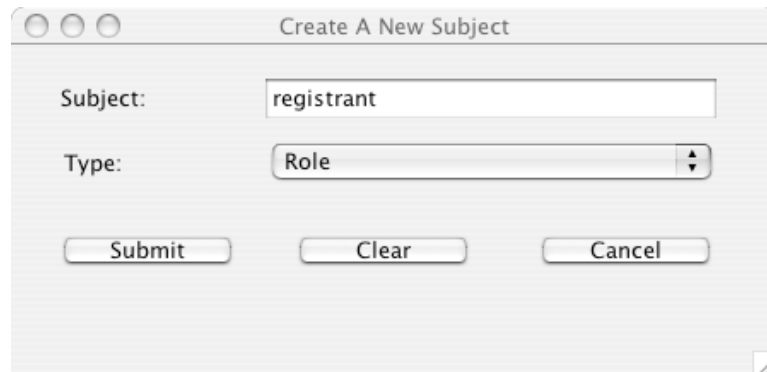 Create A New Subject
Subject: registrant
Type: Role
Submit Clear Cancel